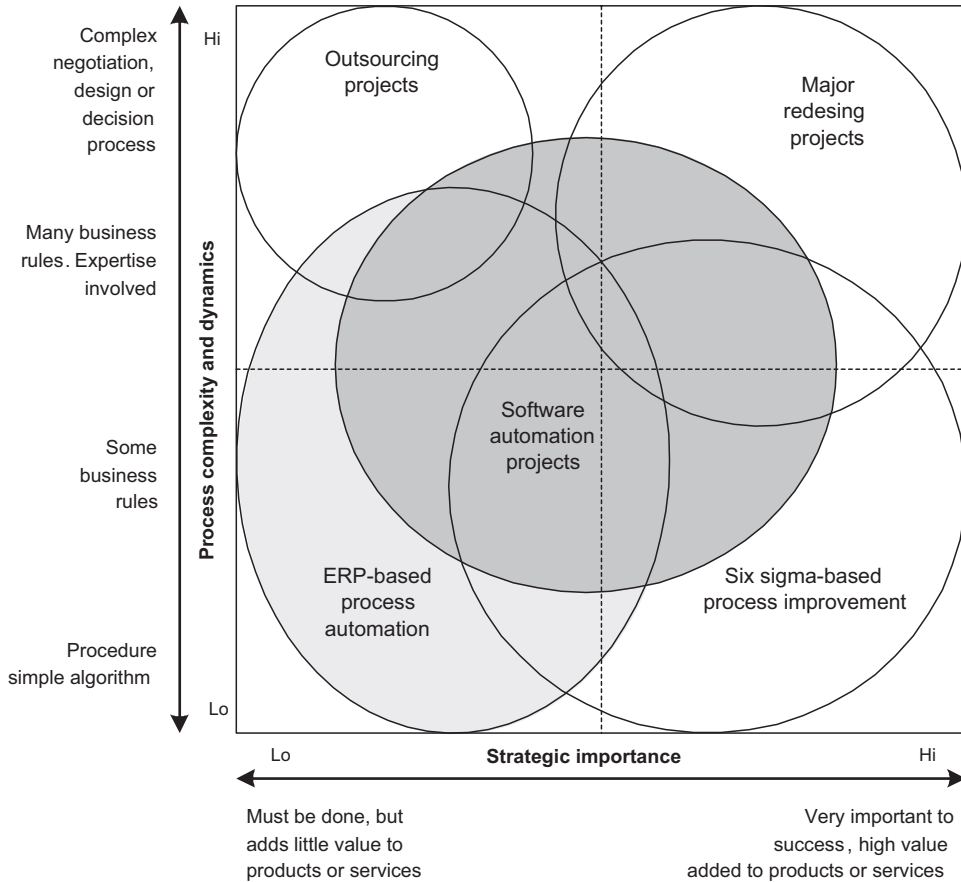 Complex
negotiation,
design or
decision
process
Many business
rules. Expertise
involved
Some
business
rules
Procedure
simple algorithm
Process complexity and dynamics
Hi
Lo
Outsourcing
projects
Major
redesing
projects
Software
automation
projects
ERP-based
process
automation
Six sigma-based
process improvement
Lo
Strategic importance
Hi
Must be done, but
adds little value to
products or services
Very important to
success, high value
added to products or services